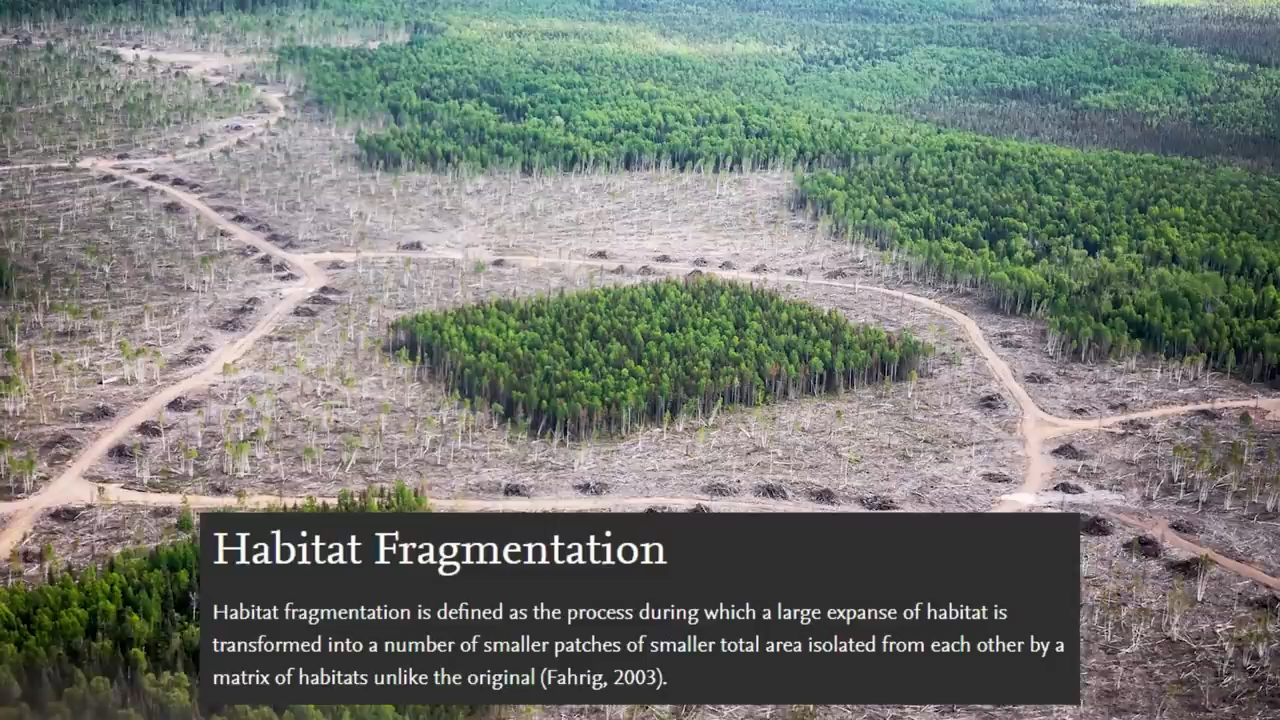 Habitat Fragmentation
Habitat fragmentation is defined as the process during which a large expanse of habitat is
transformed into a number of smaller patches of smaller total area isolated from each other by a
matrix of habitats unlike the original (Fahrig, 2003).